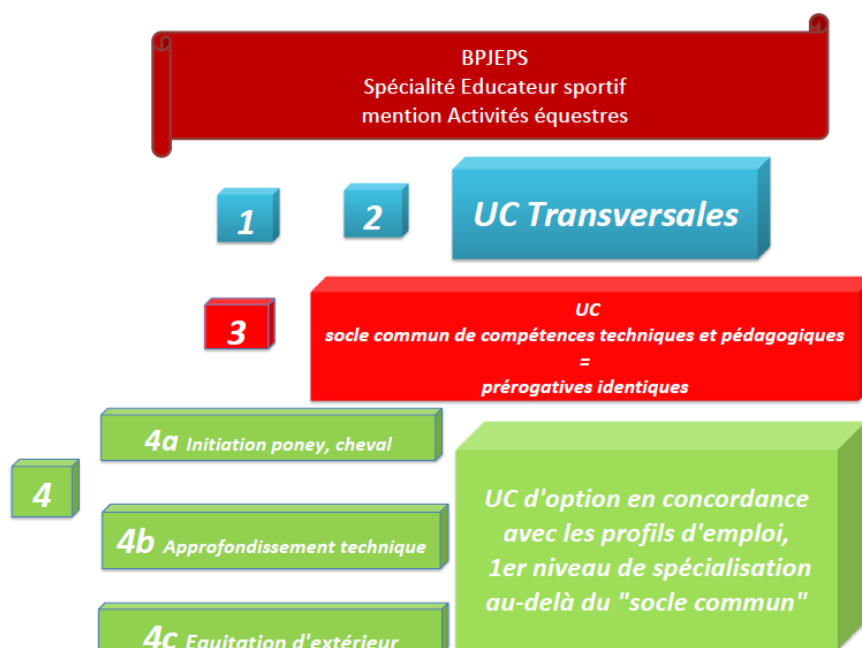 BPJEPS
Spécialité Educateur sportif
mention Activités équestres
1
2
UC Transversales
3
UC
socle commun de compétences techniques et pédagogiques
=
prérogatives identiques
4
4a Initiation poney, cheval
4b Approfondissement technique
4c Equitation d'extérieur
UC d'option en concordance
avec les profils d'emploi,
1er niveau de spécialisation
au-delà du "socle commun"